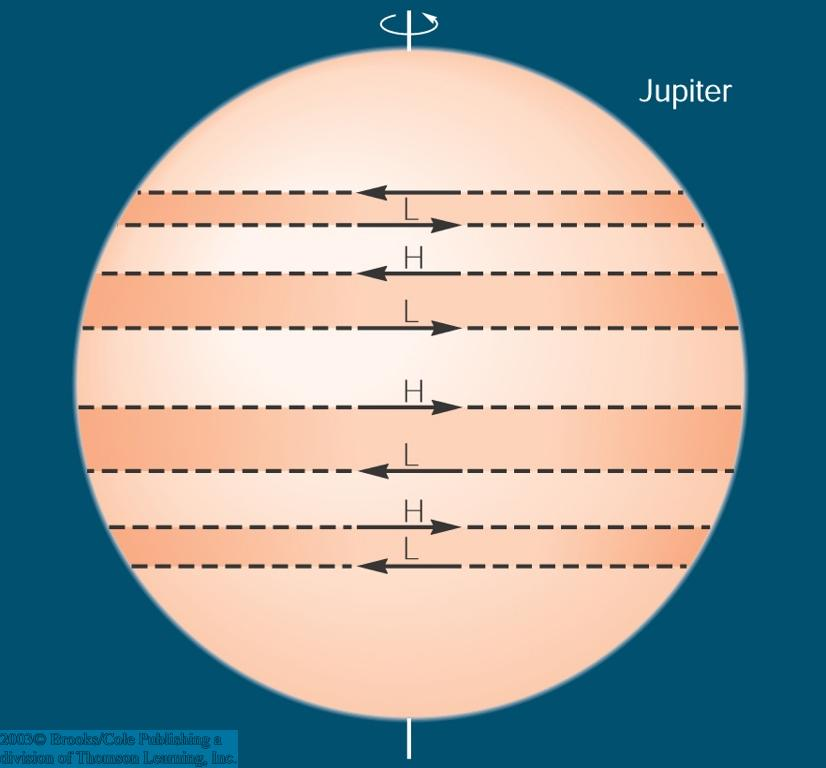 Jupiter
L
H
L
H
L
H
L
2003© Brooks/Cole Publishing a
division of Thomson Learning, Inc.